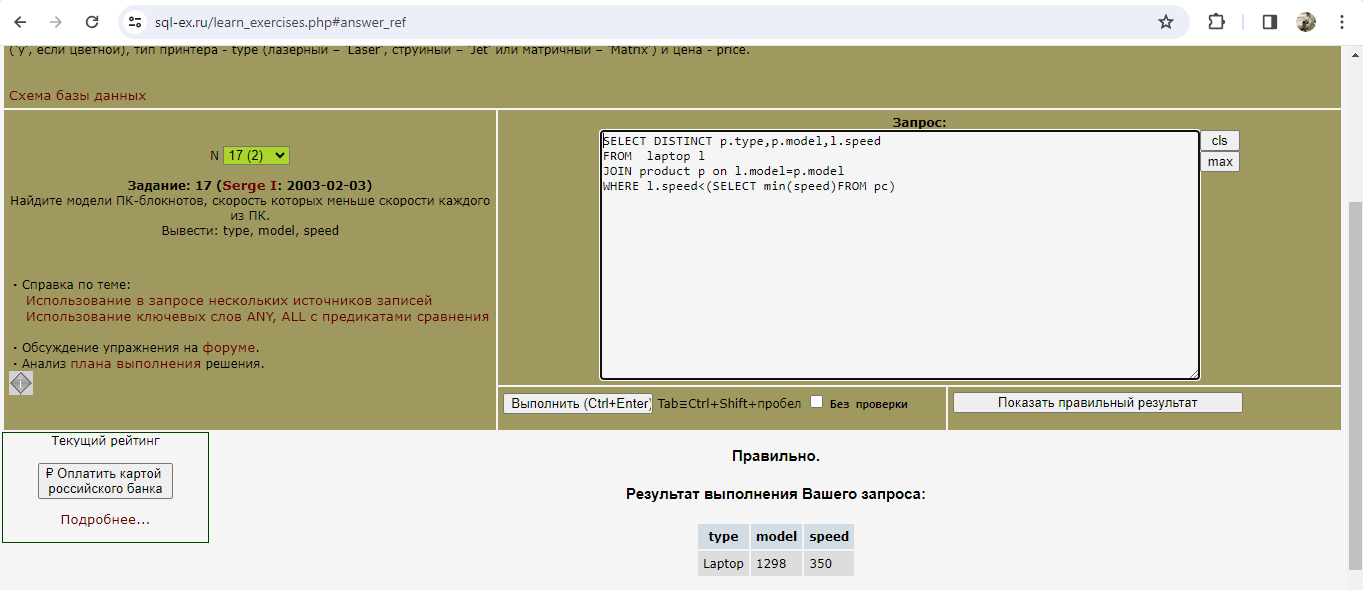 sql-ex.ru/learn_exercises.php#answer_ref
('y', если цветной), тип принтера - type (лазерный – 'Laser', струйный – 'Jet' или матричный – 'Matrix') и цена - price.
Схема базы данных
N 17 (2)
Задание: 17 (Serge I: 2003-02-03)
Найдите модели ПК-блокнотов, скорость которых меньше скорости каждого
из ПК.
Вывести: type, model, speed
· Справка по теме:
Использование в запросе нескольких источников записей
Использование ключевых слов ANY, ALL с предикатами сравнения
· Обсуждение упражнения на форуме.
· Анализ плана выполнения решения.
Запрос:
SELECT DISTINCT p.type,p.model,l.speed
FROM  laptop l
JOIN product p on l.model=p.model
WHERE l.speed<(SELECT min(speed)FROM pc)
cls
max
Выполнить (Ctrl+Enter) Tab≡Ctrl+Shift+пробел Без проверки
Показать правильный результат
Текущий рейтинг
₽ Оплатить картой
российского банка
Подробнее...
Правильно.
Результат выполнения Вашего запроса:
type model speed
Laptop 1298 350